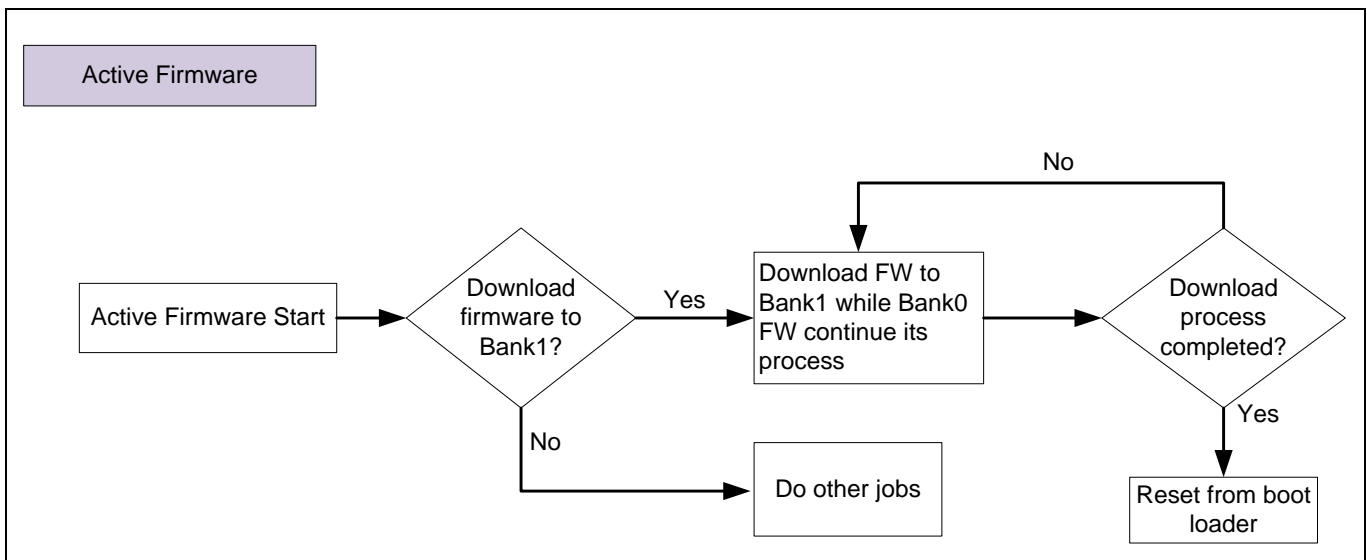 Active Firmware
No
Active Firmware Start
Download
firmware to
Bank1?
Yes
Download FW to
Bank1 while Bank0
FW continue its
process
Download
process
completed?
No
Yes
Do other jobs
Reset from boot
loader